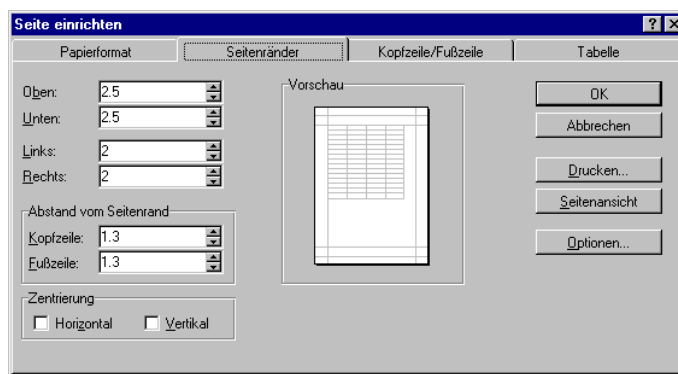 Seite einrichten
Papierformat Seitenränder Kopfzeile/Fußzeile Tabelle
Oben: 2.5
Unten: 2.5
Links: 2
Rechts: 2
Abstand vom Seitenrand
Kopfzeile: 1.3
Fußzeile: 1.3
Zentrierung
Horizontal Vertikal
Vorschau
OK
Abbrechen
Drucken...
Seitenansicht
Optionen...